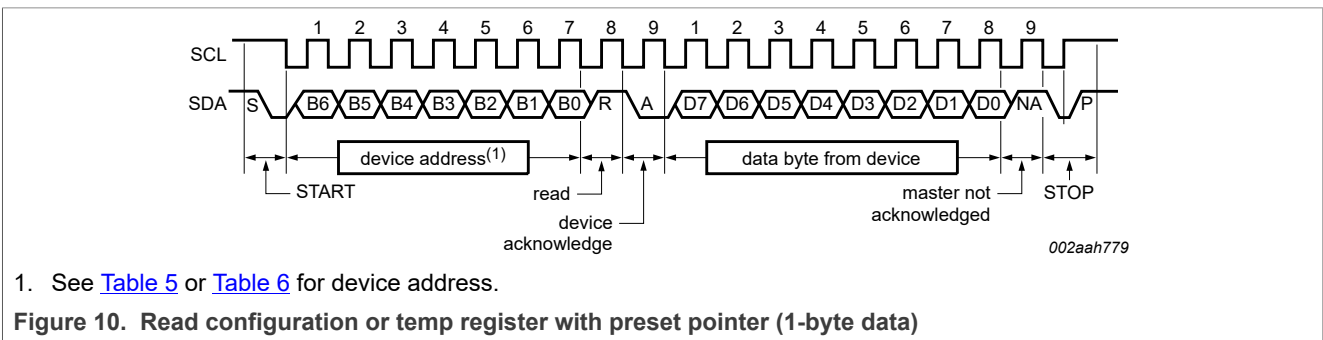 1 2 3 4 5 6 7 8 9 1 2 3 4 5 6 7 8 9
SCL
SDA S B6 B5 B4 B3 B2 B1 B0 R A D7 D6 D5 D4 D3 D2 D1 D0 NA P
device address(1) data byte from device
START read master not STOP
acknowledged
device
acknowledge
002aah779
1. See Table 5 or Table 6 for device address.
Figure 10. Read configuration or temp register with preset pointer (1-byte data)